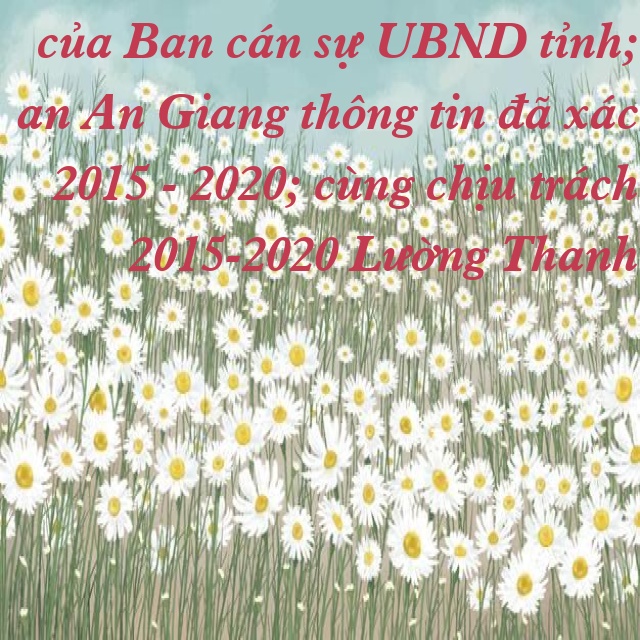 của Ban cán sự UBND tỉnh;
an An Giang thông tin đã xác
2015 - 2020; cùng chịu trách
2015-2020 Lường Thanh